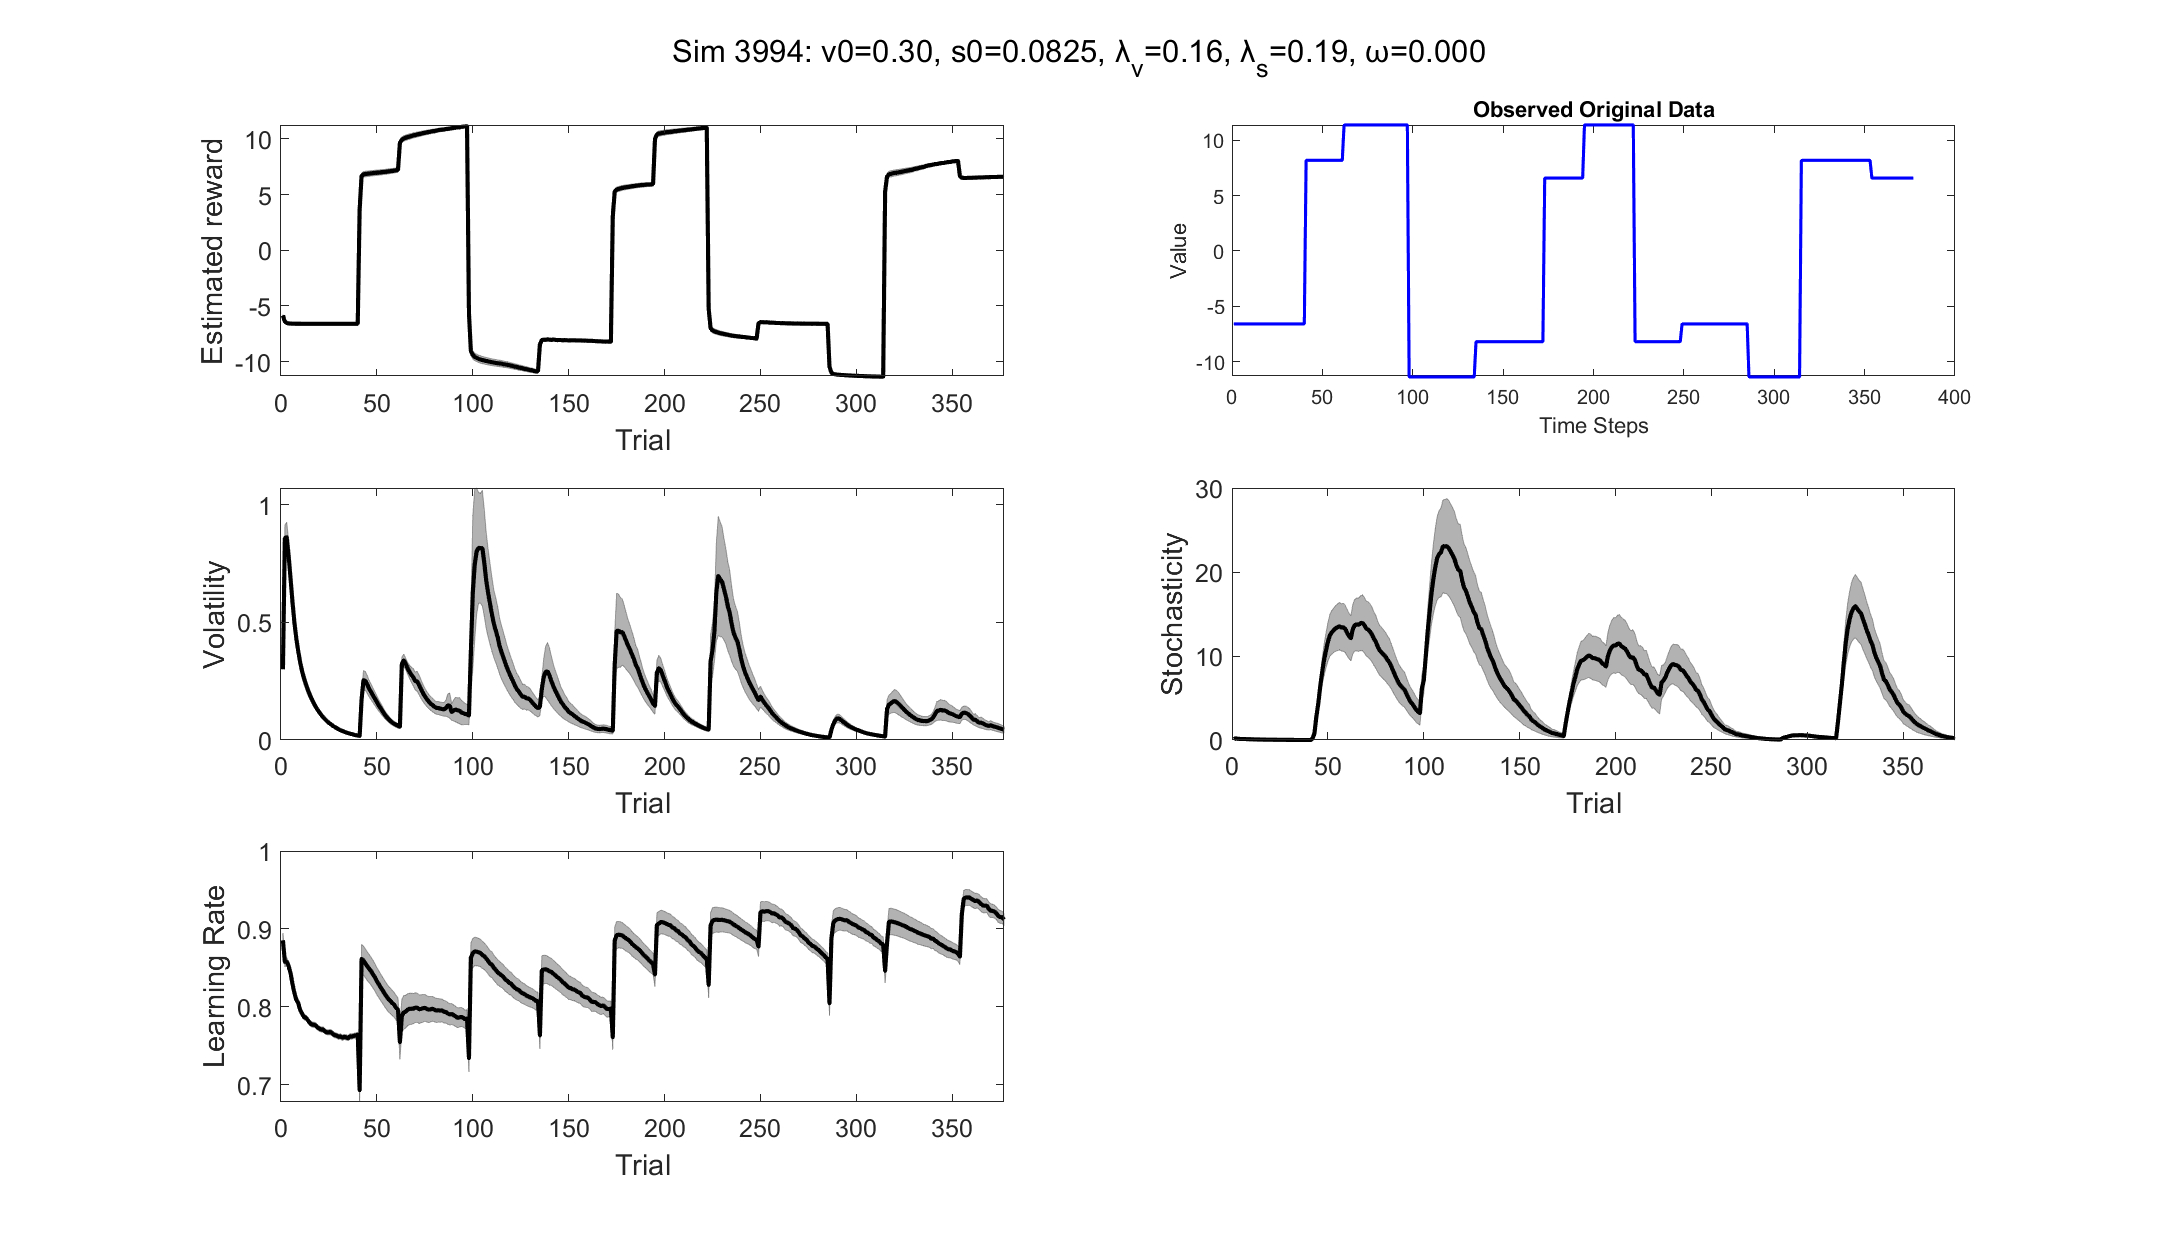 Sim 3994: v0=0.30, s0=0.0825, λ_v=0.16, λ_s=0.19, ω=0.000
Estimated reward
10
5
0
-5
-10
0 50 100 150 200 250 300 350
Trial
Observed Original Data
Value
10
5
0
-5
-10
0 50 100 150 200 250 300 350 400
Time Steps
Volatility
1
0.5
0
0 50 100 150 200 250 300 350
Trial
Stochasticity
30
20
10
0
0 50 100 150 200 250 300 350
Trial
Learning Rate
1
0.9
0.8
0.7
0 50 100 150 200 250 300 350
Trial